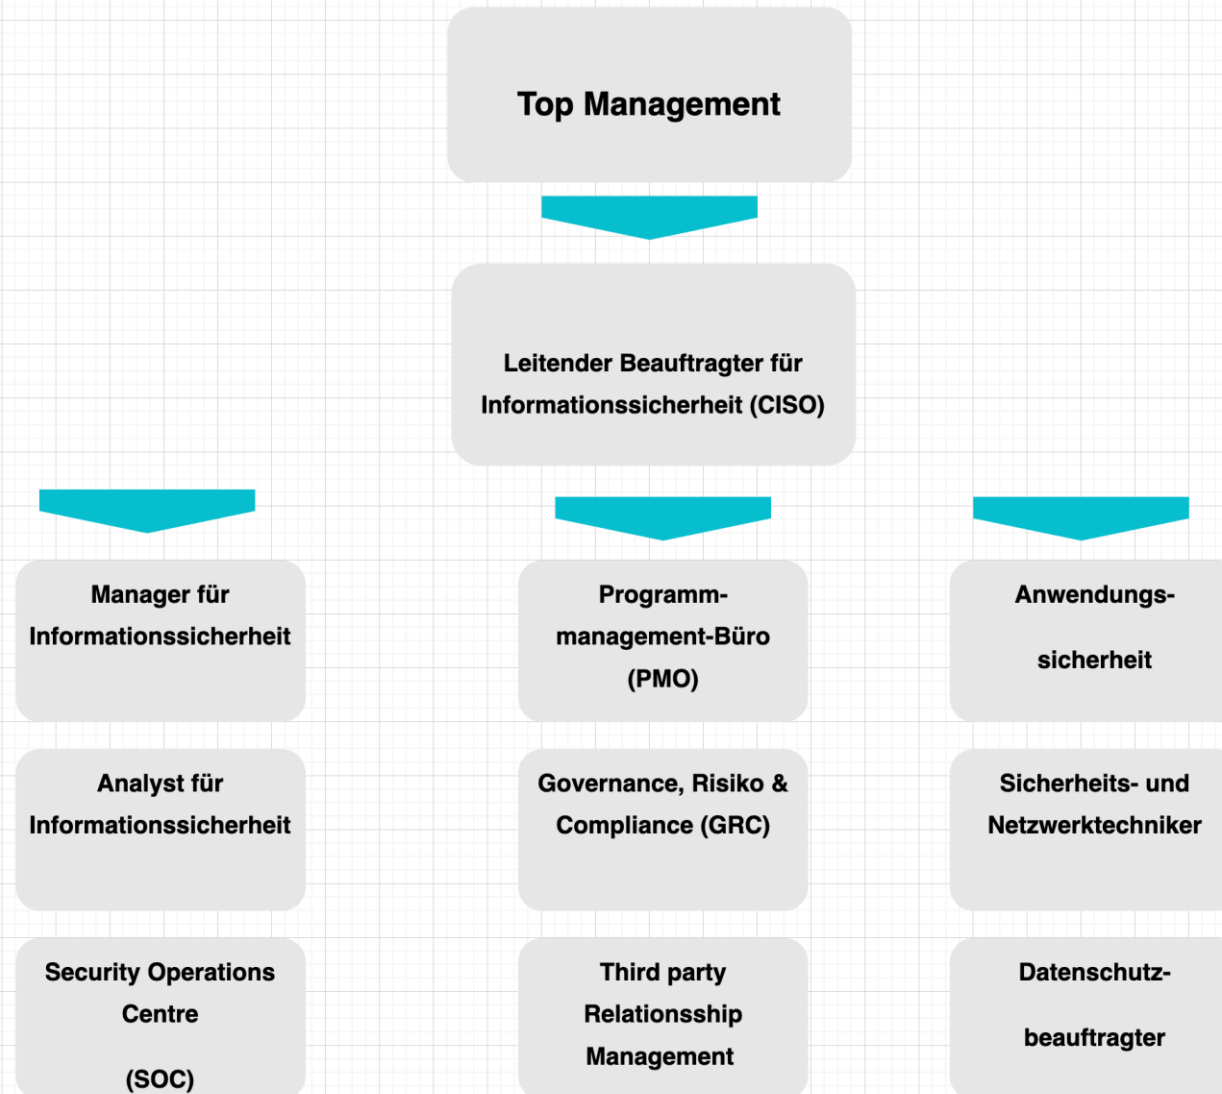 Top Management
Leitender Beauftragter für
Informationssicherheit (CISO)
Manager für
Informationssicherheit
Programm-
management-Büro
(PMO)
Anwendungs-
sicherheit
Analyst für
Informationssicherheit
Governance, Risiko &
Compliance (GRC)
Sicherheits- und
Netzwerktechniker
Security Operations
Centre
(SOC)
Third party
Relationsship
Management
Datenschutz-
beauftragter